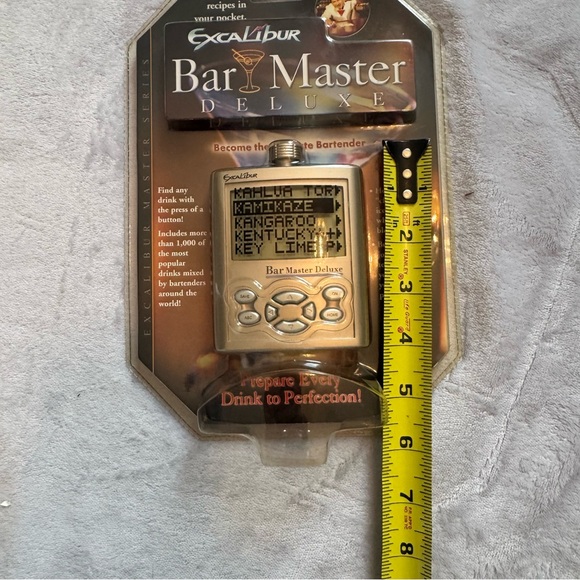 recipes in
your pocket.
EXCALIBUR
Bar Master
DELUXE
Become the te Bartender
EXCALIBUR MASTER SERIES
Find any
drink with
the press of a
button!
Includes more
than 1,000 of
the most
popular
drinks mixed
by bartenders
around the
world!
EXCALIBUR
KAHLUA TOR
KAMIKAZE
KANGAROO
KENTUCKY
KEY LIME P
Bar Master Deluxe
Prepare Every
Drink to Perfection!
2
STANLEY
3
4
5
6
7
8